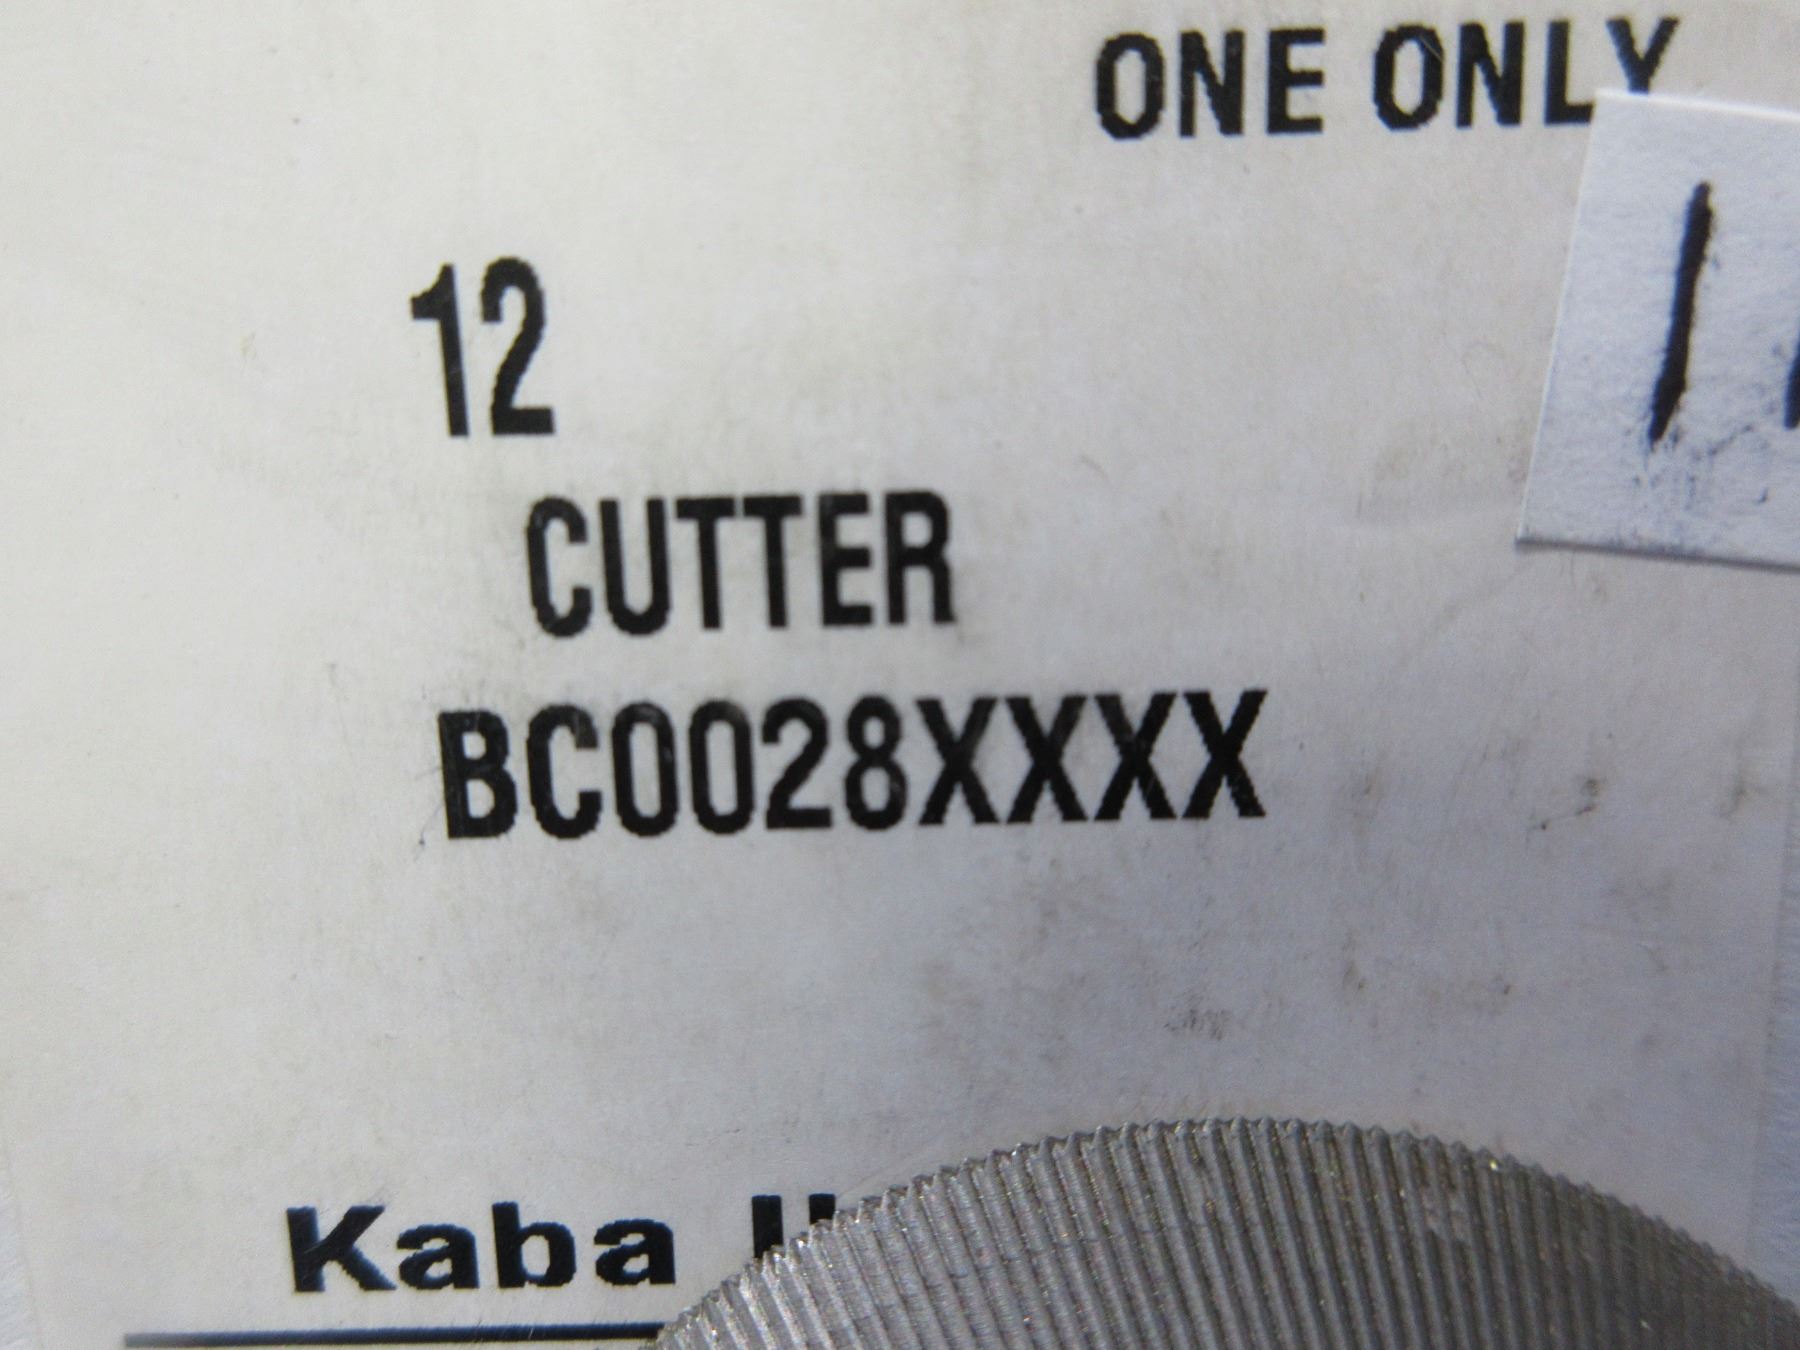 ONE ONLY
12
CUTTER
BC0028XXXX
Kaba